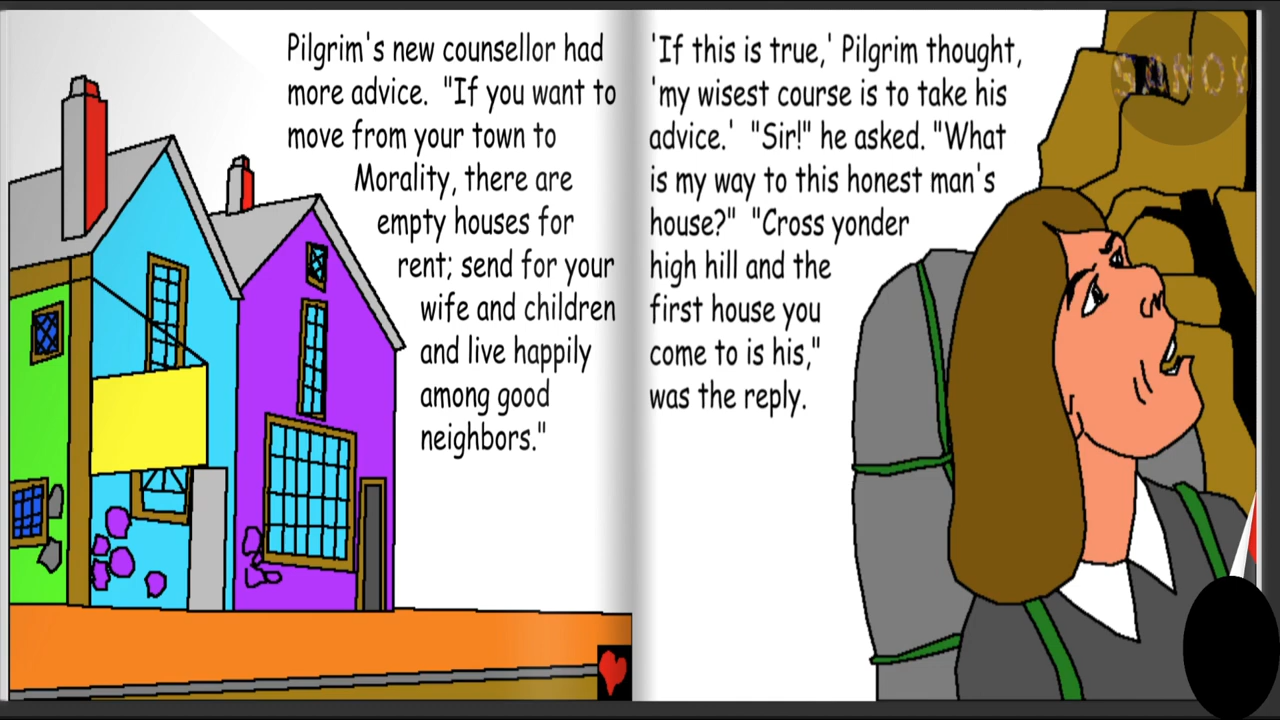 Pilgrim's new counsellor had
more advice. "If you want to
move from your town to
Morality, there are
empty houses for
rent; send for your
wife and children
and live happily
among good
neighbors."
'If this is true,' Pilgrim thought,
'my wisest course is to take his
advice.' "Sir!" he asked. "What
is my way to this honest man's
house?" "Cross yonder
high hill and the
first house you
come to is his,"
was the reply.
SANOY